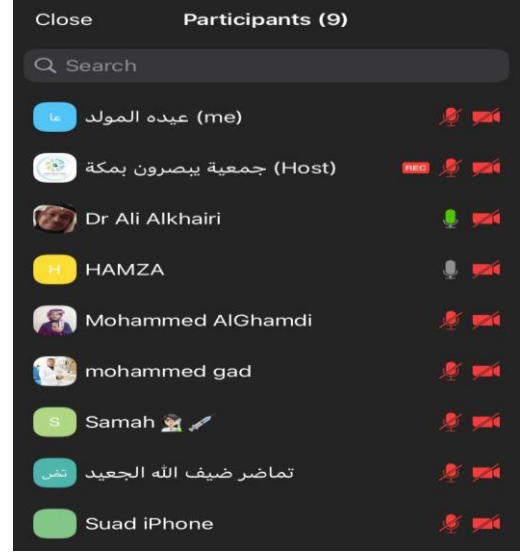 Close Participants (9)
Search
عا عيده المولد (me)
جمعية يبصرون بمكة (Host) REC
Dr Ali Alkhairi
H HAMZA
Mohammed AlGhamdi
mohammed gad
S Samah 🧑🏻‍⚕️💉
تض تماضر ضيف الله الجعيد
Suad iPhone